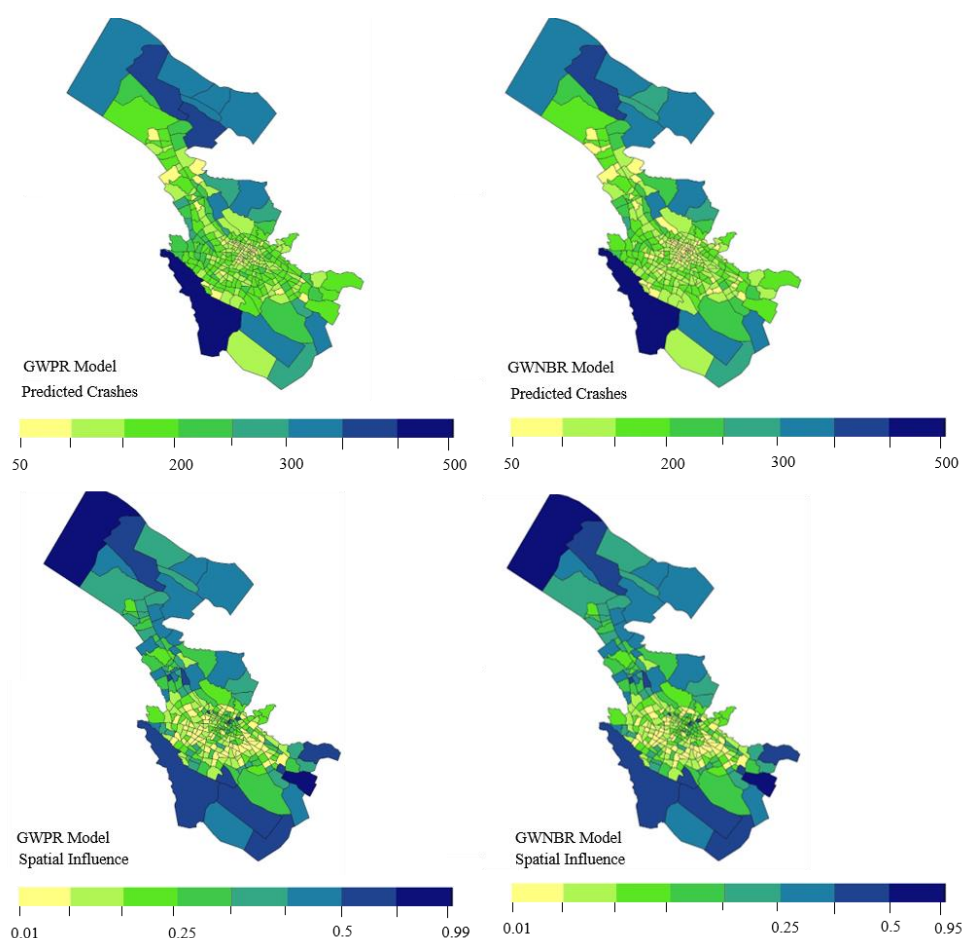 GWPR Model
Predicted Crashes
50 200 300 500
GWNBR Model
Predicted Crashes
50 200 300 500
GWPR Model
Spatial Influence
0.01 0.25 0.5 0.99
GWNBR Model
Spatial Influence
0.01 0.25 0.5 0.95